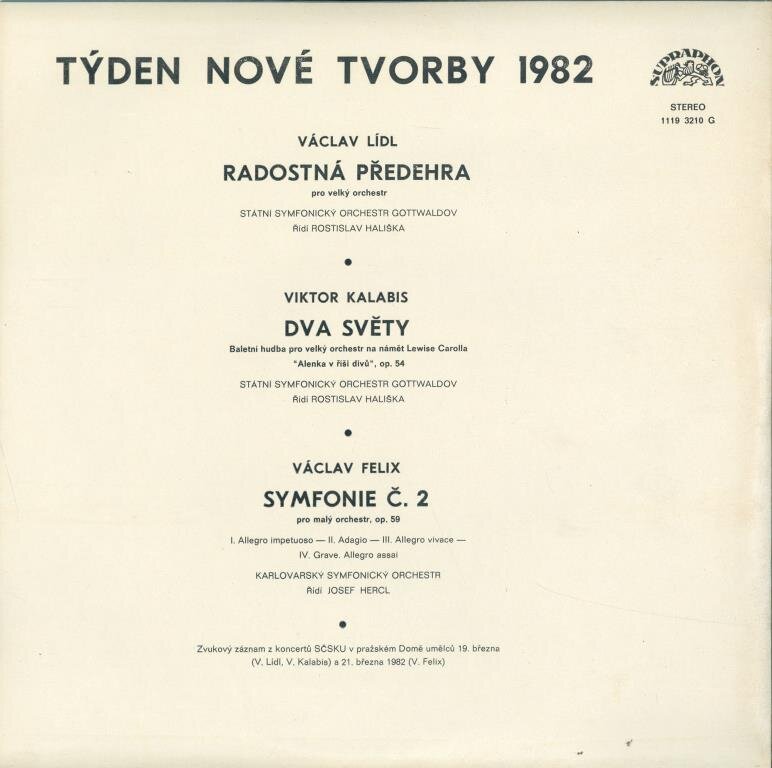 TÝDEN NOVÉ TVORBY 1982
SUPRAPHON
STEREO
1119 3210 G
VÁCLAV LÍDL
RADOSTNÁ PŘEDEHRA
pro velký orchestr
STÁTNÍ SYMFONICKÝ ORCHESTR GOTTWALDOV
Řídí ROSTISLAV HALIŠKA
VIKTOR KALABIS
DVA SVĚTY
Baletní hudba pro velký orchestr na námět Lewise Carolla
"Alenka v říši divů", op. 54
STÁTNÍ SYMFONICKÝ ORCHESTR GOTTWALDOV
Řídí ROSTISLAV HALIŠKA
VÁCLAV FELIX
SYMFONIE Č. 2
pro malý orchestr, op. 59
I. Allegro impetuoso — II. Adagio — III. Allegro vivace —
IV. Grave. Allegro assai
KARLOVARSKÝ SYMFONICKÝ ORCHESTR
Řídí JOSEF HERCL
Zvukový záznam z koncertů SČSKU v pražském Domě umělců 19. března
(V. Lídl, V. Kalabis) a 21. března 1982 (V. Felix)